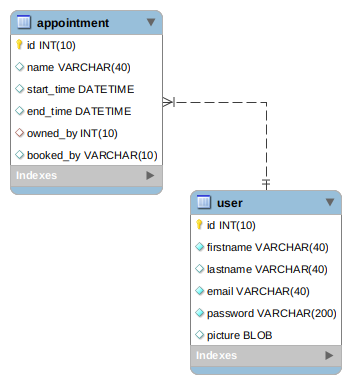 appointment
id INT(10)
name VARCHAR(40)
start_time DATETIME
end_time DATETIME
owned_by INT(10)
booked_by VARCHAR(10)
Indexes
user
id INT(10)
firstname VARCHAR(40)
lastname VARCHAR(40)
email VARCHAR(40)
password VARCHAR(200)
picture BLOB
Indexes